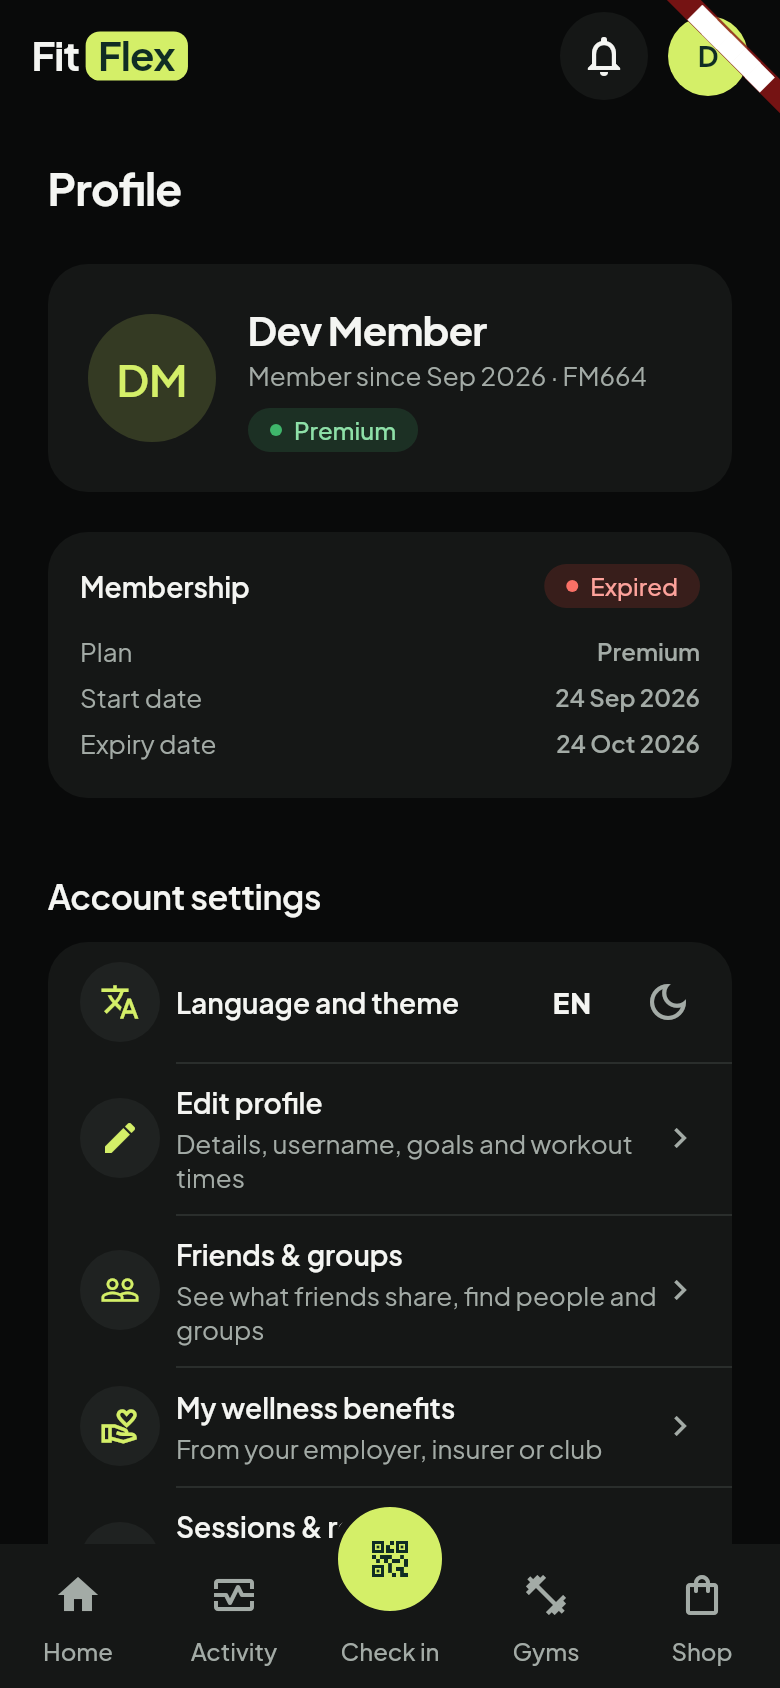 Fit Flex
D
Profile
DM
Dev Member
Member since Sep 2026 · FM664
Premium
Membership
Expired
Plan
Premium
Start date
24 Sep 2026
Expiry date
24 Oct 2026
Account settings
Language and theme
EN
Edit profile
Details, username, goals and workout
times
Friends & groups
See what friends share, find people and
groups
My wellness benefits
From your employer, insurer or club
Sessions &
Home
Activity
Check in
Gyms
Shop